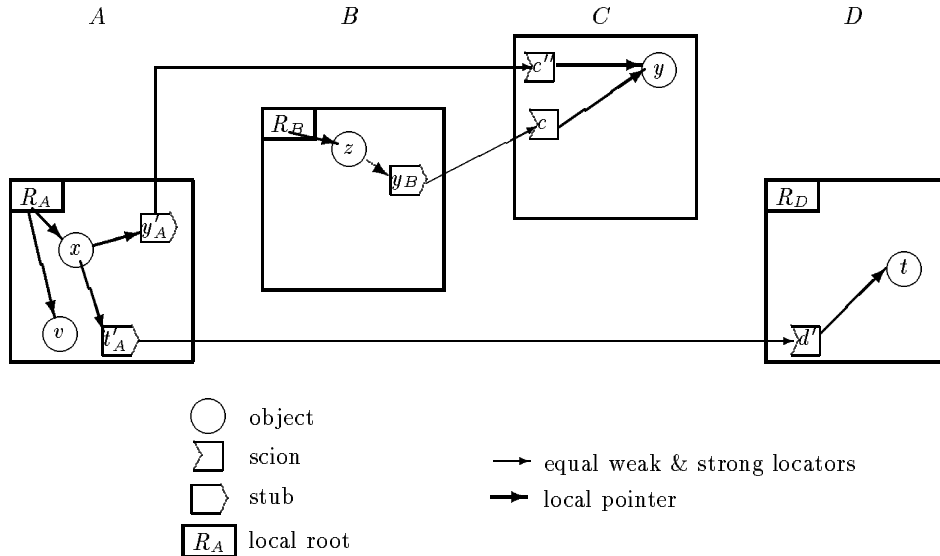 A B C D
c'' y
R_B z y_B c
R_A x y'_A R_D
t
v t'_A d'
object
scion
stub
R_A local root
equal weak & strong locators
local pointer